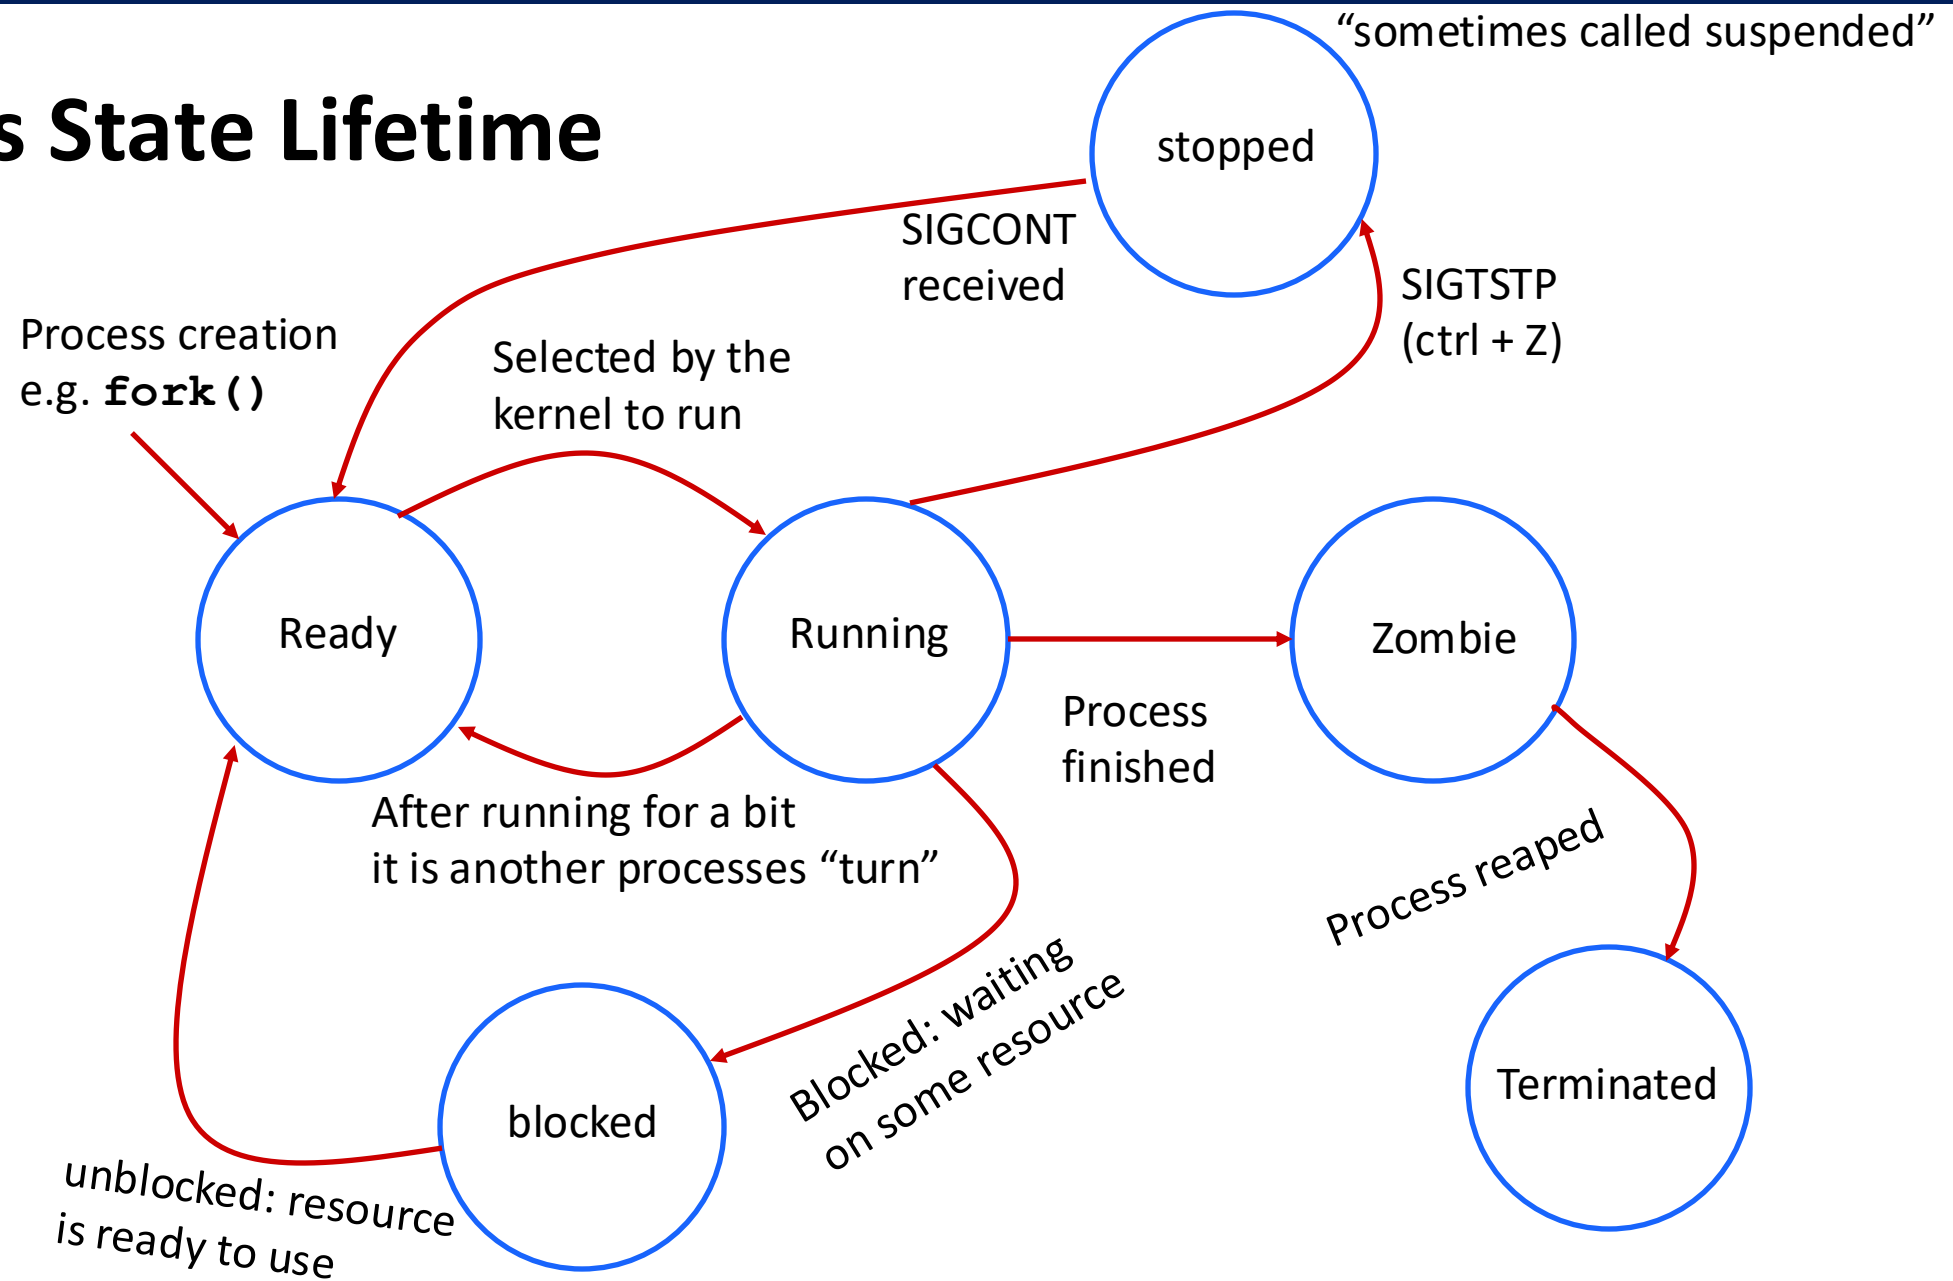 “sometimes called suspended”
s State Lifetime
stopped
SIGCONT
received
SIGTSTP
(ctrl + Z)
Process creation
e.g. fork()
Selected by the
kernel to run
Ready
Running
Zombie
Process
finished
After running for a bit
it is another processes “turn”
Process reaped
Blocked: waiting
on some resource
blocked
Terminated
unblocked: resource
is ready to use